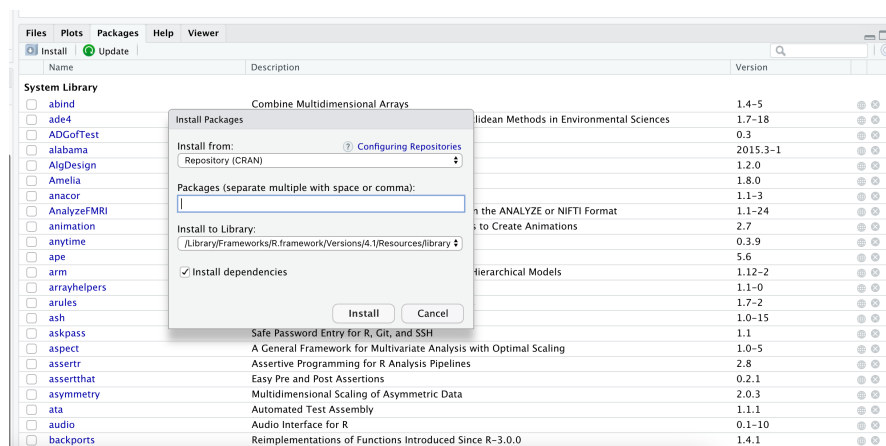 Files Plots Packages Help Viewer
Install Update
Name Description Version
System Library
abind Combine Multidimensional Arrays 1.4-5
ade4 lidean Methods in Environmental Sciences 1.7-18
ADGofTest 0.3
alabama 2015.3-1
AlgDesign 1.2.0
Amelia 1.8.0
anacor 1.1-3
AnalyzeFMRI n the ANALYZE or NIFTI Format 1.1-24
animation s to Create Animations 2.7
anytime 0.3.9
ape 5.6
arm Hierarchical Models 1.12-2
arrayhelpers 1.1-0
arules 1.7-2
ash 1.0-15
askpass Safe Password Entry for R, Git, and SSH 1.1
aspect A General Framework for Multivariate Analysis with Optimal Scaling 1.0-5
assertr Assertive Programming for R Analysis Pipelines 2.8
assertthat Easy Pre and Post Assertions 0.2.1
asymmetry Multidimensional Scaling of Asymmetric Data 2.0.3
ata Automated Test Assembly 1.1.1
audio Audio Interface for R 0.1-10
backports Reimplementations of Functions Introduced Since R-3.0.0 1.4.1
Install Packages
Install from: ? Configuring Repositories
Repository (CRAN)
Packages (separate multiple with space or comma):
Install to Library:
/Library/Frameworks/R.framework/Versions/4.1/Resources/library
Install dependencies
Install Cancel